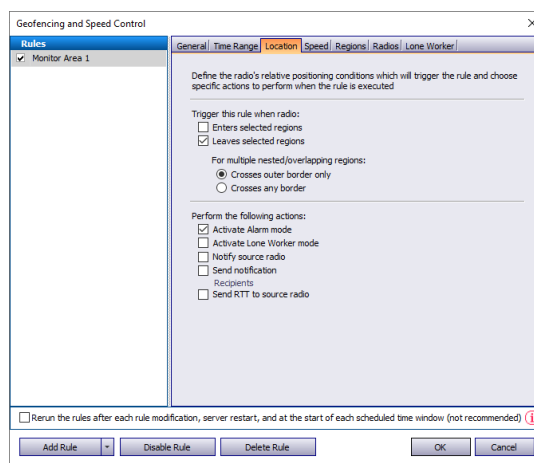 Geofencing and Speed Control
Rules
Monitor Area 1
General Time Range Location Speed Regions Radios Lone Worker
Define the radio's relative positioning conditions which will trigger the rule and choose
specific actions to perform when the rule is executed
Trigger this rule when radio:
Enters selected regions
Leaves selected regions
For multiple nested/overlapping regions:
Crosses outer border only
Crosses any border
Perform the following actions:
Activate Alarm mode
Activate Lone Worker mode
Notify source radio
Send notification
Recipients
Send RTT to source radio
Rerun the rules after each rule modification, server restart, and at the start of each scheduled time window (not recommended)
Add Rule Disable Rule Delete Rule OK Cancel